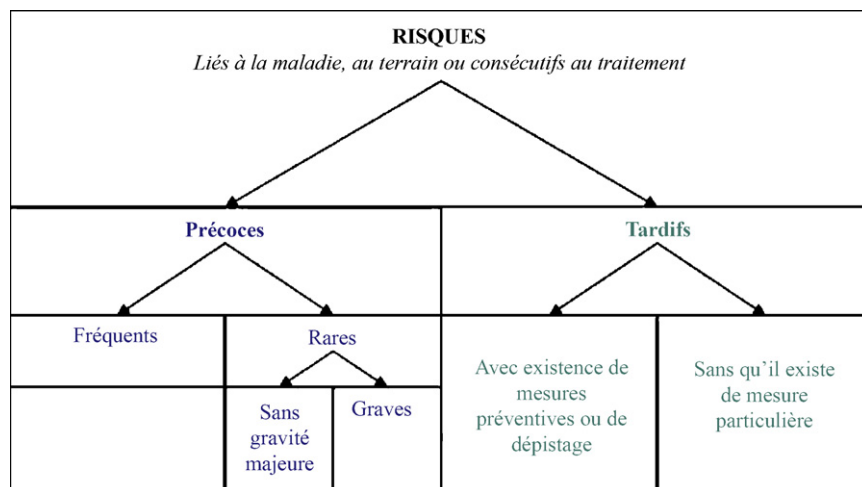 RISQUES
Liés à la maladie, au terrain ou consécutifs au traitement
Précoces
Tardifs
Fréquents
Rares
Sans
gravité
majeure
Graves
Avec existence de
mesures
préventives ou de
dépistage
Sans qu’il existe
de mesure
particulière